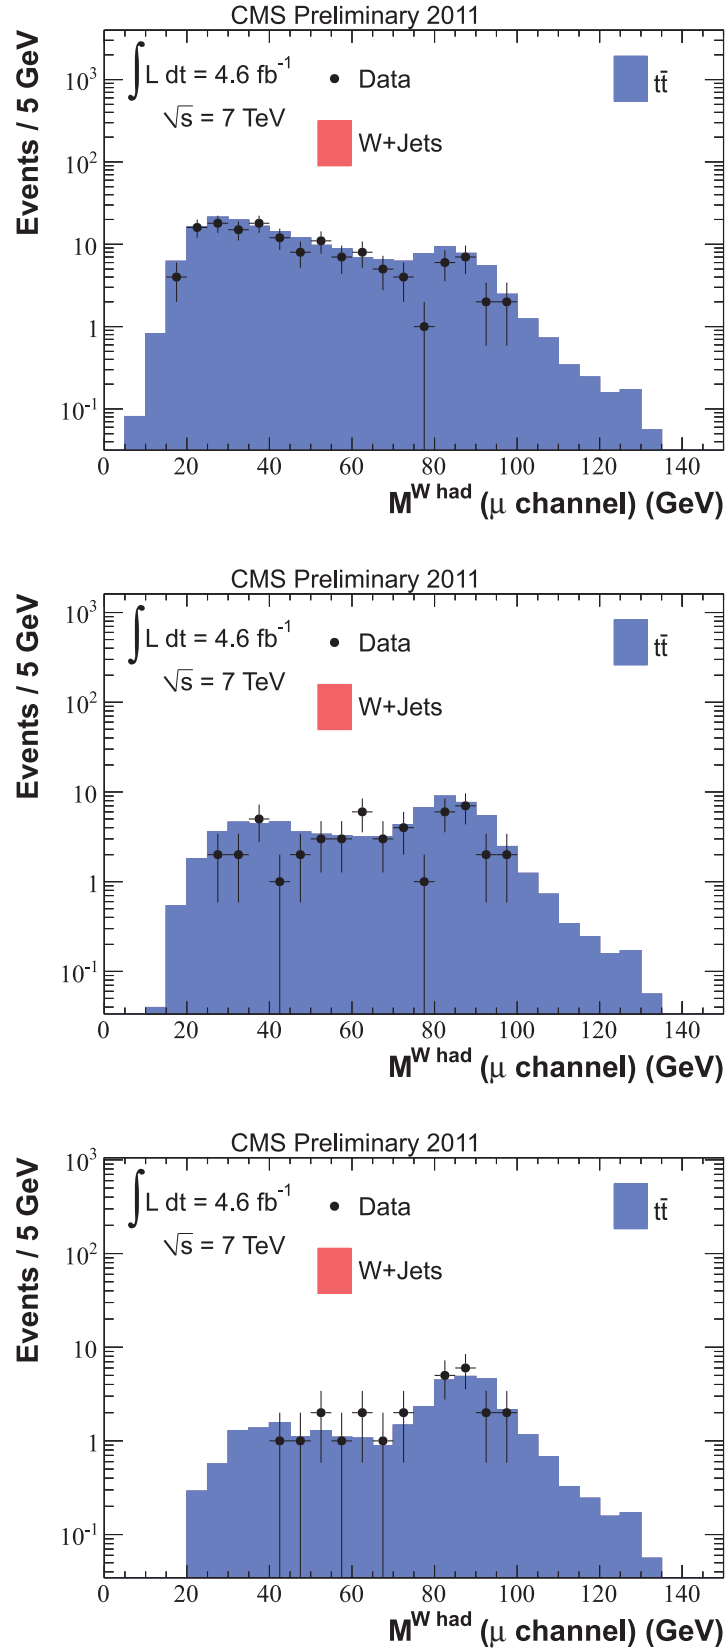 CMS Preliminary 2011
Events / 5 GeV
∫ L dt = 4.6 fb⁻¹
√s = 7 TeV
Data
W+Jets
tt̄
10³
10²
10
1
10⁻¹
0 20 40 60 80 100 120 140
M^W had (μ channel) (GeV)
CMS Preliminary 2011
Events / 5 GeV
∫ L dt = 4.6 fb⁻¹
√s = 7 TeV
Data
W+Jets
tt̄
10³
10²
10
1
10⁻¹
0 20 40 60 80 100 120 140
M^W had (μ channel) (GeV)
CMS Preliminary 2011
Events / 5 GeV
∫ L dt = 4.6 fb⁻¹
√s = 7 TeV
Data
W+Jets
tt̄
10³
10²
10
1
10⁻¹
0 20 40 60 80 100 120 140
M^W had (μ channel) (GeV)